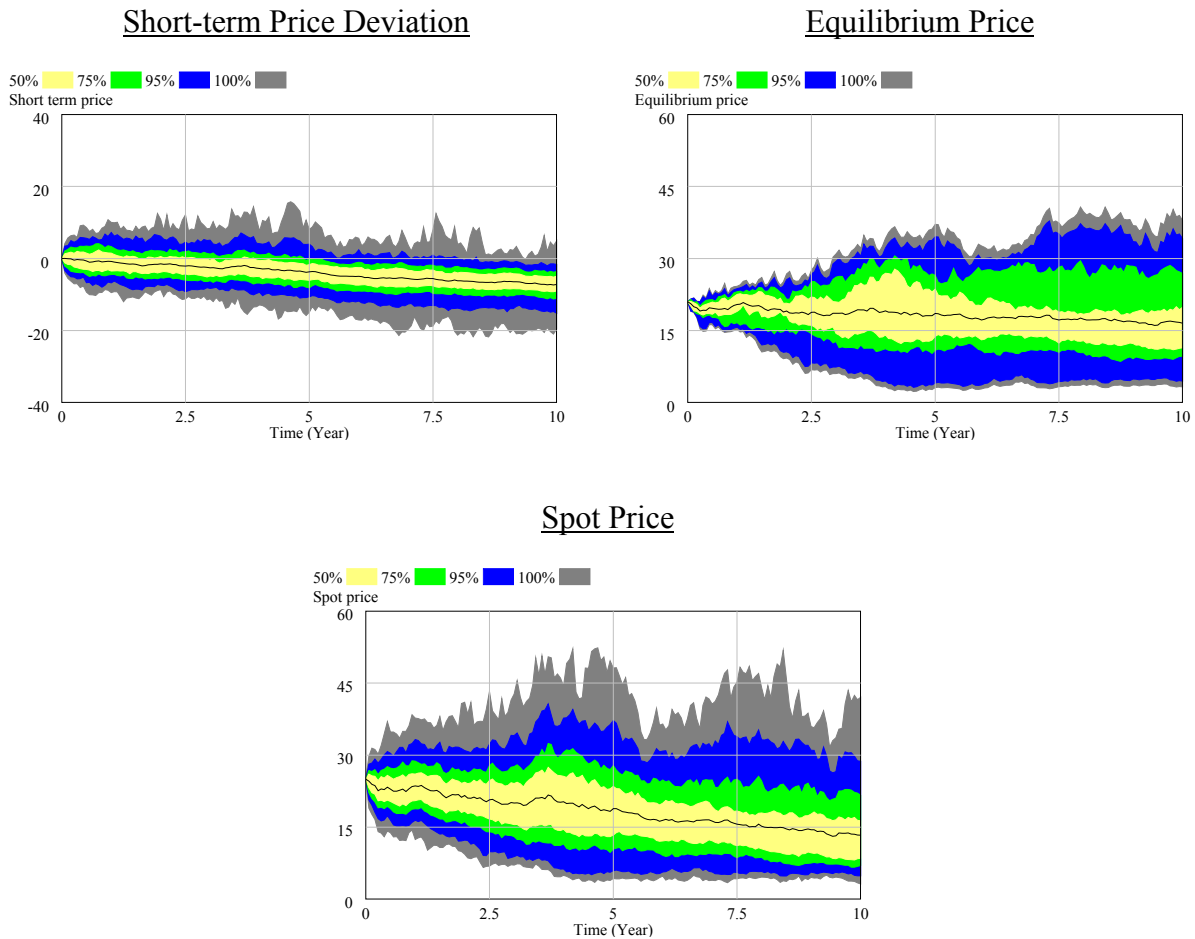 Short-term Price Deviation
50% 75% 95% 100%
Short term price
40
20
0
-20
-40
0 2.5 5 7.5 10
Time (Year)
Equilibrium Price
50% 75% 95% 100%
Equilibrium price
60
45
30
15
0
0 2.5 5 7.5 10
Time (Year)
Spot Price
50% 75% 95% 100%
Spot price
60
45
30
15
0
0 2.5 5 7.5 10
Time (Year)